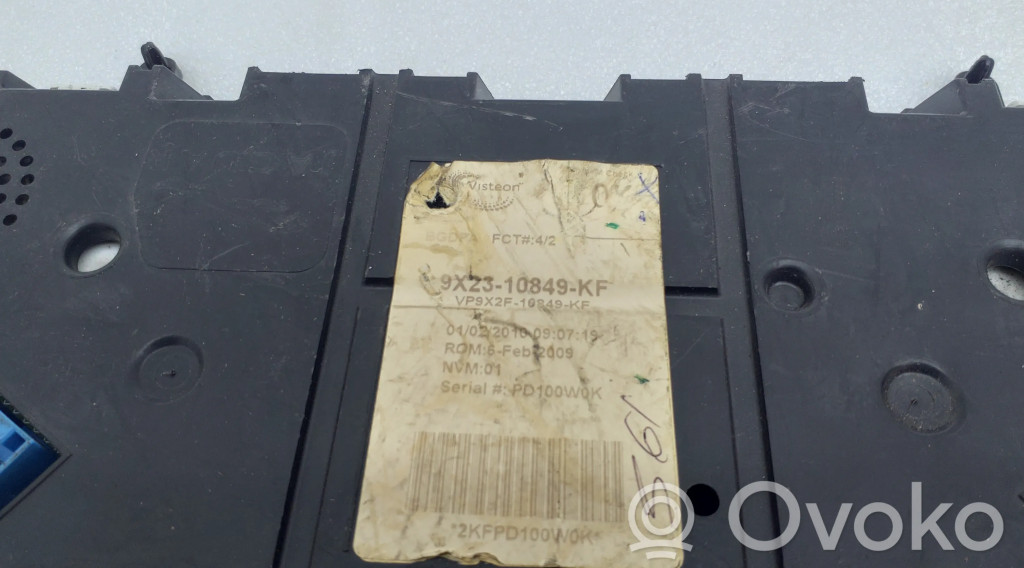 Visteon
FCT#:4/2
9X23-10849-KF
VP9X2F-10849-KF
01/02/2010 09:07:19
ROM:6-Feb-2009
NVM:01
Serial #: PD100W0K
*2KFPD100W0K*
Ovoko